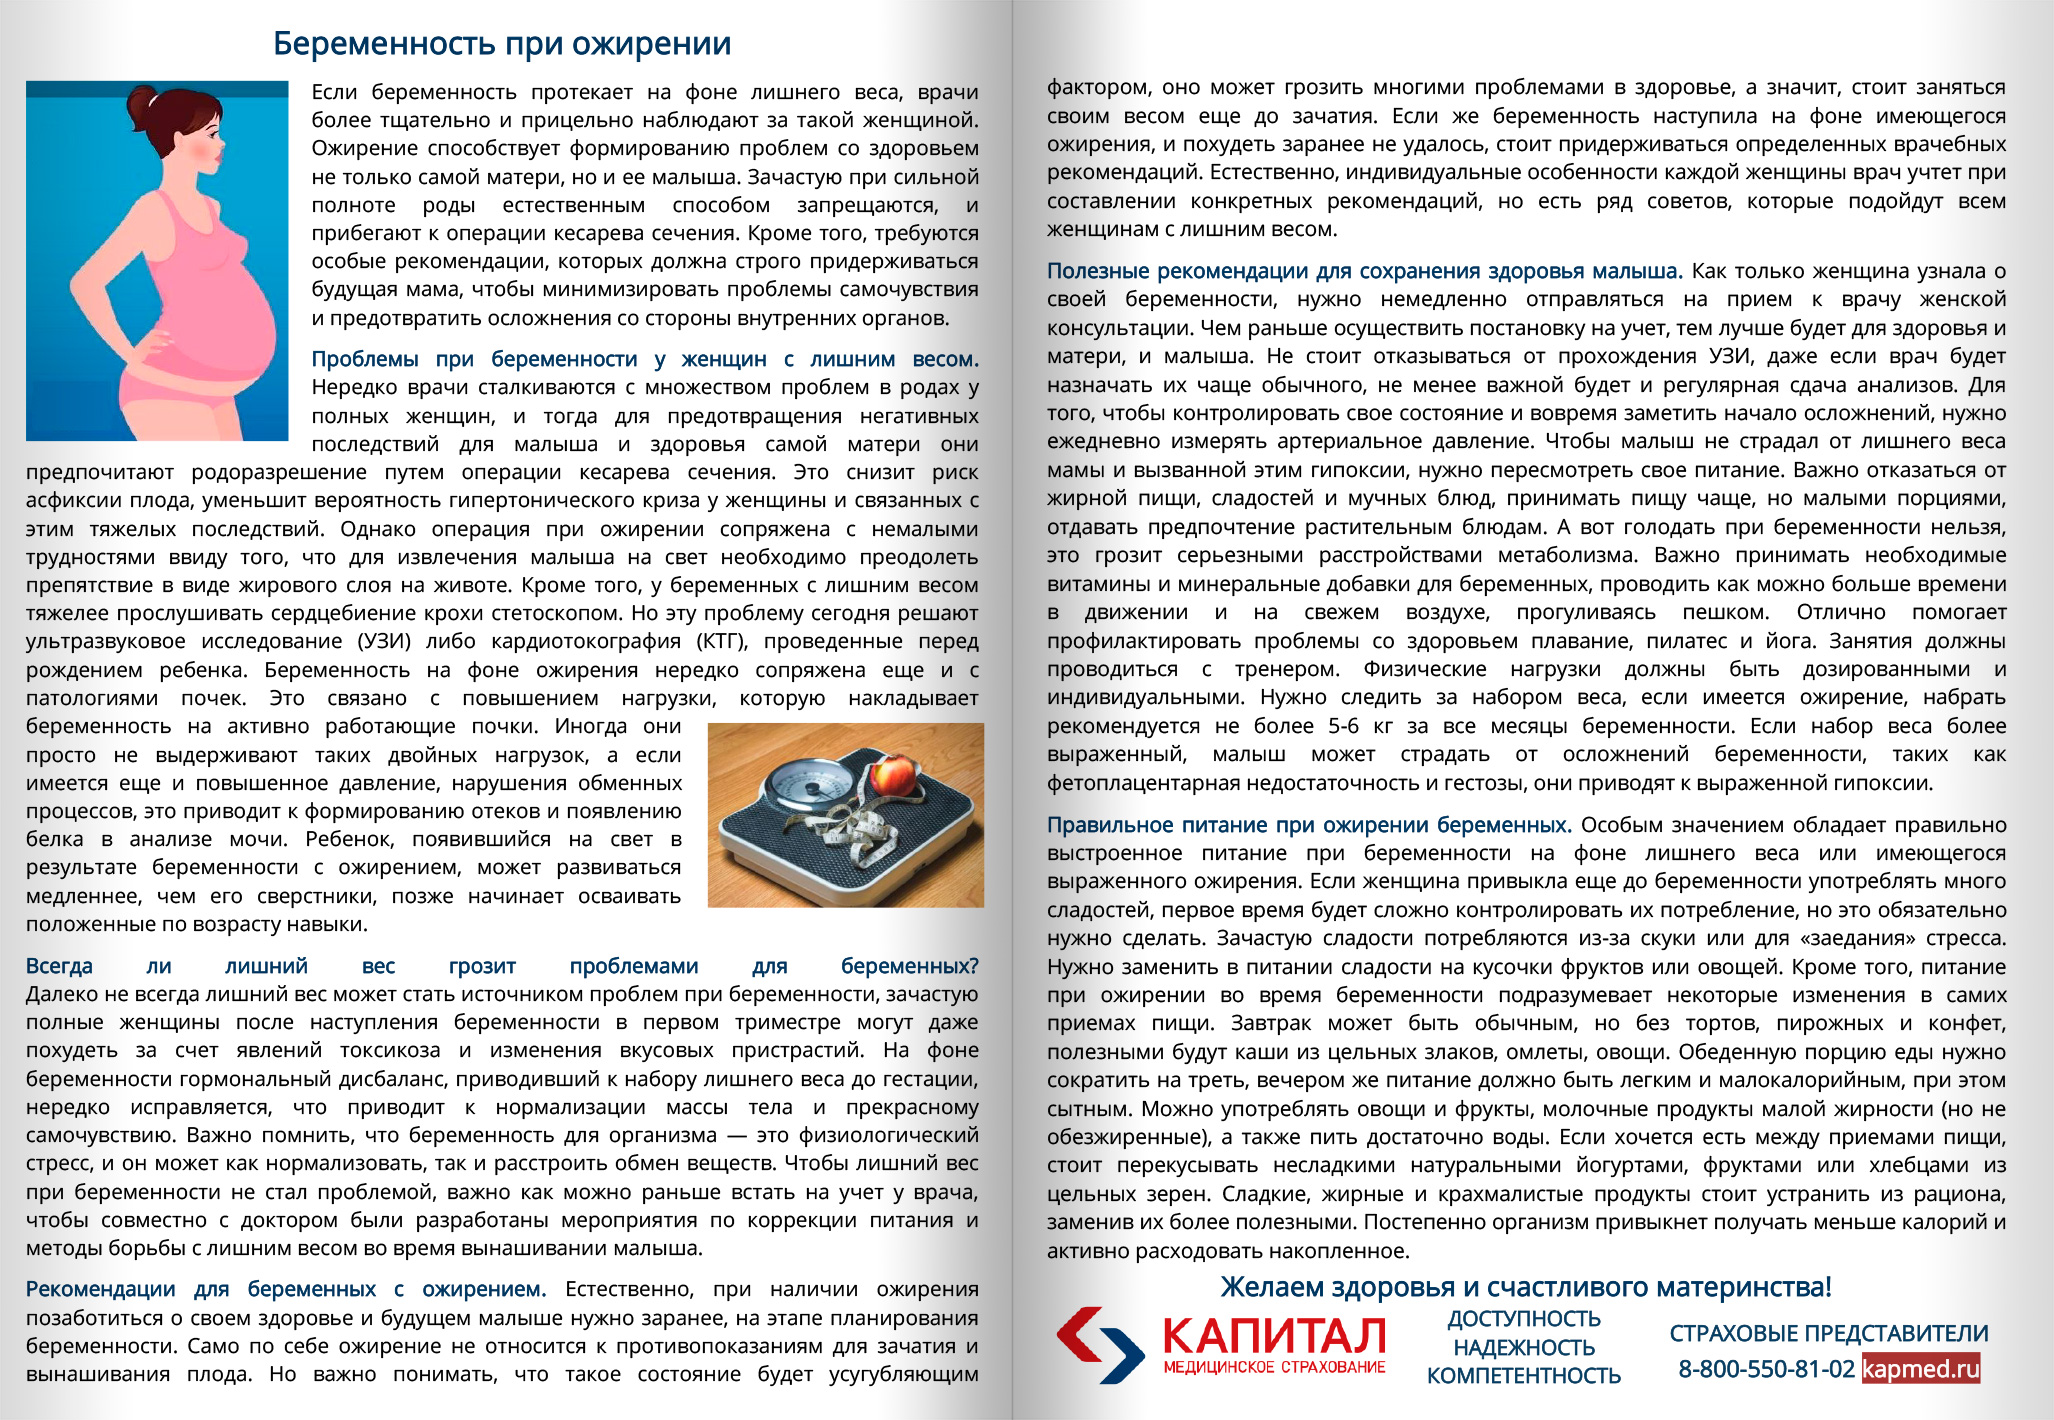 Беременность при ожирении
Если беременность протекает на фоне лишнего веса, врачи
более тщательно и прицельно наблюдают за такой женщиной.
Ожирение способствует формированию проблем со здоровьем
не только самой матери, но и ее малыша. Зачастую при сильной
полноте роды естественным способом запрещаются, и
прибегают к операции кесарева сечения. Кроме того, требуются
особые рекомендации, которых должна строго придерживаться
будущая мама, чтобы минимизировать проблемы самочувствия
и предотвратить осложнения со стороны внутренних органов.
Проблемы при беременности у женщин с лишним весом.
Нередко врачи сталкиваются с множеством проблем в родах у
полных женщин, и тогда для предотвращения негативных
последствий для малыша и здоровья самой матери они
предпочитают родоразрешение путем операции кесарева сечения. Это снизит риск
асфиксии плода, уменьшит вероятность гипертонического криза у женщины и связанных с
этим тяжелых последствий. Однако операция при ожирении сопряжена с немалыми
трудностями ввиду того, что для извлечения малыша на свет необходимо преодолеть
препятствие в виде жирового слоя на животе. Кроме того, у беременных с лишним весом
тяжелее прослушивать сердцебиение крохи стетоскопом. Но эту проблему сегодня решают
ультразвуковое исследование (УЗИ) либо кардиотокография (КТГ), проведенные перед
рождением ребенка. Беременность на фоне ожирения нередко сопряжена еще и с
патологиями почек. Это связано с повышением нагрузки, которую накладывает
беременность на активно работающие почки. Иногда они
просто не выдерживают таких двойных нагрузок, а если
имеется еще и повышенное давление, нарушения обменных
процессов, это приводит к формированию отеков и появлению
белка в анализе мочи. Ребенок, появившийся на свет в
результате беременности с ожирением, может развиваться
медленнее, чем его сверстники, позже начинает осваивать
положенные по возрасту навыки.
Всегда ли лишний вес грозит проблемами для беременных?
Далеко не всегда лишний вес может стать источником проблем при беременности, зачастую
полные женщины после наступления беременности в первом триместре могут даже
похудеть за счет явлений токсикоза и изменения вкусовых пристрастий. На фоне
беременности гормональный дисбаланс, приводивший к набору лишнего веса до гестации,
нередко исправляется, что приводит к нормализации массы тела и прекрасному
самочувствию. Важно помнить, что беременность для организма — это физиологический
стресс, и он может как нормализовать, так и расстроить обмен веществ. Чтобы лишний вес
при беременности не стал проблемой, важно как можно раньше встать на учет у врача,
чтобы совместно с доктором были разработаны мероприятия по коррекции питания и
методы борьбы с лишним весом во время вынашивании малыша.
Рекомендации для беременных с ожирением. Естественно, при наличии ожирения
позаботиться о своем здоровье и будущем малыше нужно заранее, на этапе планирования
беременности. Само по себе ожирение не относится к противопоказаниям для зачатия и
вынашивания плода. Но важно понимать, что такое состояние будет усугубляющим
фактором, оно может грозить многими проблемами в здоровье, а значит, стоит заняться
своим весом еще до зачатия. Если же беременность наступила на фоне имеющегося
ожирения, и похудеть заранее не удалось, стоит придерживаться определенных врачебных
рекомендаций. Естественно, индивидуальные особенности каждой женщины врач учтет при
составлении конкретных рекомендаций, но есть ряд советов, которые подойдут всем
женщинам с лишним весом.
Полезные рекомендации для сохранения здоровья малыша. Как только женщина узнала о
своей беременности, нужно немедленно отправляться на прием к врачу женской
консультации. Чем раньше осуществить постановку на учет, тем лучше будет для здоровья и
матери, и малыша. Не стоит отказываться от прохождения УЗИ, даже если врач будет
назначать их чаще обычного, не менее важной будет и регулярная сдача анализов. Для
того, чтобы контролировать свое состояние и вовремя заметить начало осложнений, нужно
ежедневно измерять артериальное давление. Чтобы малыш не страдал от лишнего веса
мамы и вызванной этим гипоксии, нужно пересмотреть свое питание. Важно отказаться от
жирной пищи, сладостей и мучных блюд, принимать пищу чаще, но малыми порциями,
отдавать предпочтение растительным блюдам. А вот голодать при беременности нельзя,
это грозит серьезными расстройствами метаболизма. Важно принимать необходимые
витамины и минеральные добавки для беременных, проводить как можно больше времени
в движении и на свежем воздухе, прогуливаясь пешком. Отлично помогает
профилактировать проблемы со здоровьем плавание, пилатес и йога. Занятия должны
проводиться с тренером. Физические нагрузки должны быть дозированными и
индивидуальными. Нужно следить за набором веса, если имеется ожирение, набрать
рекомендуется не более 5-6 кг за все месяцы беременности. Если набор веса более
выраженный, малыш может страдать от осложнений беременности, таких как
фетоплацентарная недостаточность и гестозы, они приводят к выраженной гипоксии.
Правильное питание при ожирении беременных. Особым значением обладает правильно
выстроенное питание при беременности на фоне лишнего веса или имеющегося
выраженного ожирения. Если женщина привыкла еще до беременности употреблять много
сладостей, первое время будет сложно контролировать их потребление, но это обязательно
нужно сделать. Зачастую сладости потребляются из-за скуки или для «заедания» стресса.
Нужно заменить в питании сладости на кусочки фруктов или овощей. Кроме того, питание
при ожирении во время беременности подразумевает некоторые изменения в самих
приемах пищи. Завтрак может быть обычным, но без тортов, пирожных и конфет,
полезными будут каши из цельных злаков, омлеты, овощи. Обеденную порцию еды нужно
сократить на треть, вечером же питание должно быть легким и малокалорийным, при этом
сытным. Можно употреблять овощи и фрукты, молочные продукты малой жирности (но не
обезжиренные), а также пить достаточно воды. Если хочется есть между приемами пищи,
стоит перекусывать несладкими натуральными йогуртами, фруктами или хлебцами из
цельных зерен. Сладкие, жирные и крахмалистые продукты стоит устранить из рациона,
заменив их более полезными. Постепенно организм привыкнет получать меньше калорий и
активно расходовать накопленное.
Желаем здоровья и счастливого материнства!
КАПИТАЛ
МЕДИЦИНСКОЕ СТРАХОВАНИЕ
ДОСТУПНОСТЬ
НАДЕЖНОСТЬ
КОМПЕТЕНТНОСТЬ
СТРАХОВЫЕ ПРЕДСТАВИТЕЛИ
8-800-550-81-02 kapmed.ru